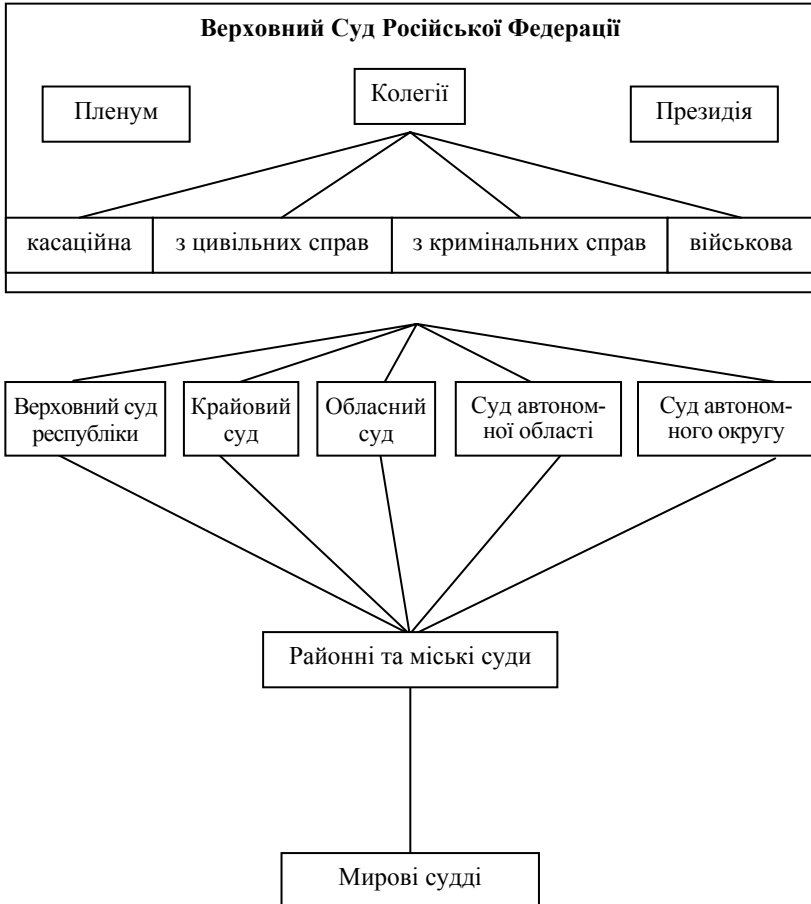 Верховний Суд Російської Федерації
Пленум
Колегії
Президія
касаційна
з цивільних справ
з кримінальних справ
військова
Верховний суд
республіки
Крайовий
суд
Обласний
суд
Суд автоном-
ної області
Суд автоном-
ного округу
Районні та міські суди
Мирові судді